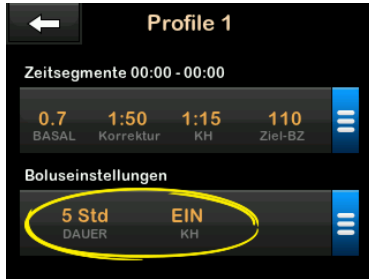 Profile 1
Zeitsegmente 00:00 - 00:00
0.7 1:50 1:15 110
BASAL Korrektur KH Ziel-BZ
Boluseinstellungen
5 Std EIN
DAUER KH